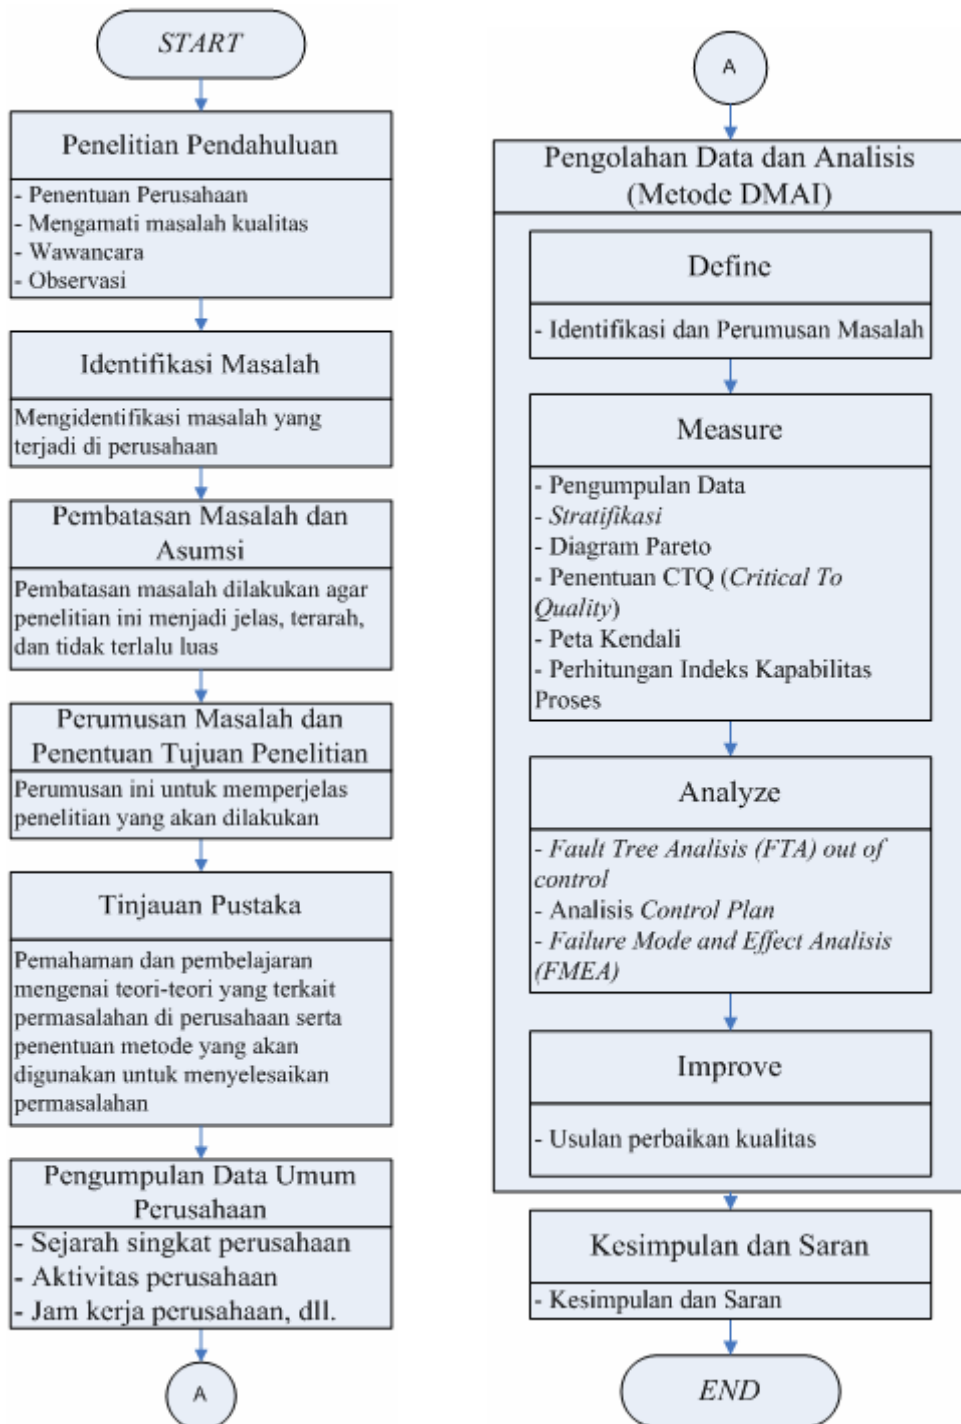 START
Penelitian Pendahuluan
- Penentuan Perusahaan
- Mengamati masalah kualitas
- Wawancara
- Observasi
Identifikasi Masalah
Mengidentifikasi masalah yang
terjadi di perusahaan
Pembatasan Masalah dan
Asumsi
Pembatasan masalah dilakukan agar
penelitian ini menjadi jelas, terarah,
dan tidak terlalu luas
Perumusan Masalah dan
Penentuan Tujuan Penelitian
Perumusan ini untuk memperjelas
penelitian yang akan dilakukan
Tinjauan Pustaka
Pemahaman dan pembelajaran
mengenai teori-teori yang terkait
permasalahan di perusahaan serta
penentuan metode yang akan
digunakan untuk menyelesaikan
permasalahan
Pengumpulan Data Umum
Perusahaan
- Sejarah singkat perusahaan
- Aktivitas perusahaan
- Jam kerja perusahaan, dll.
A
A
Pengolahan Data dan Analisis
(Metode DMAI)
Define
- Identifikasi dan Perumusan Masalah
Measure
- Pengumpulan Data
- Stratifikasi
- Diagram Pareto
- Penentuan CTQ (Critical To
Quality)
- Peta Kendali
- Perhitungan Indeks Kapabilitas
Proses
Analyze
- Fault Tree Analisis (FTA) out of
control
- Analisis Control Plan
- Failure Mode and Effect Analisis
(FMEA)
Improve
- Usulan perbaikan kualitas
Kesimpulan dan Saran
- Kesimpulan dan Saran
END